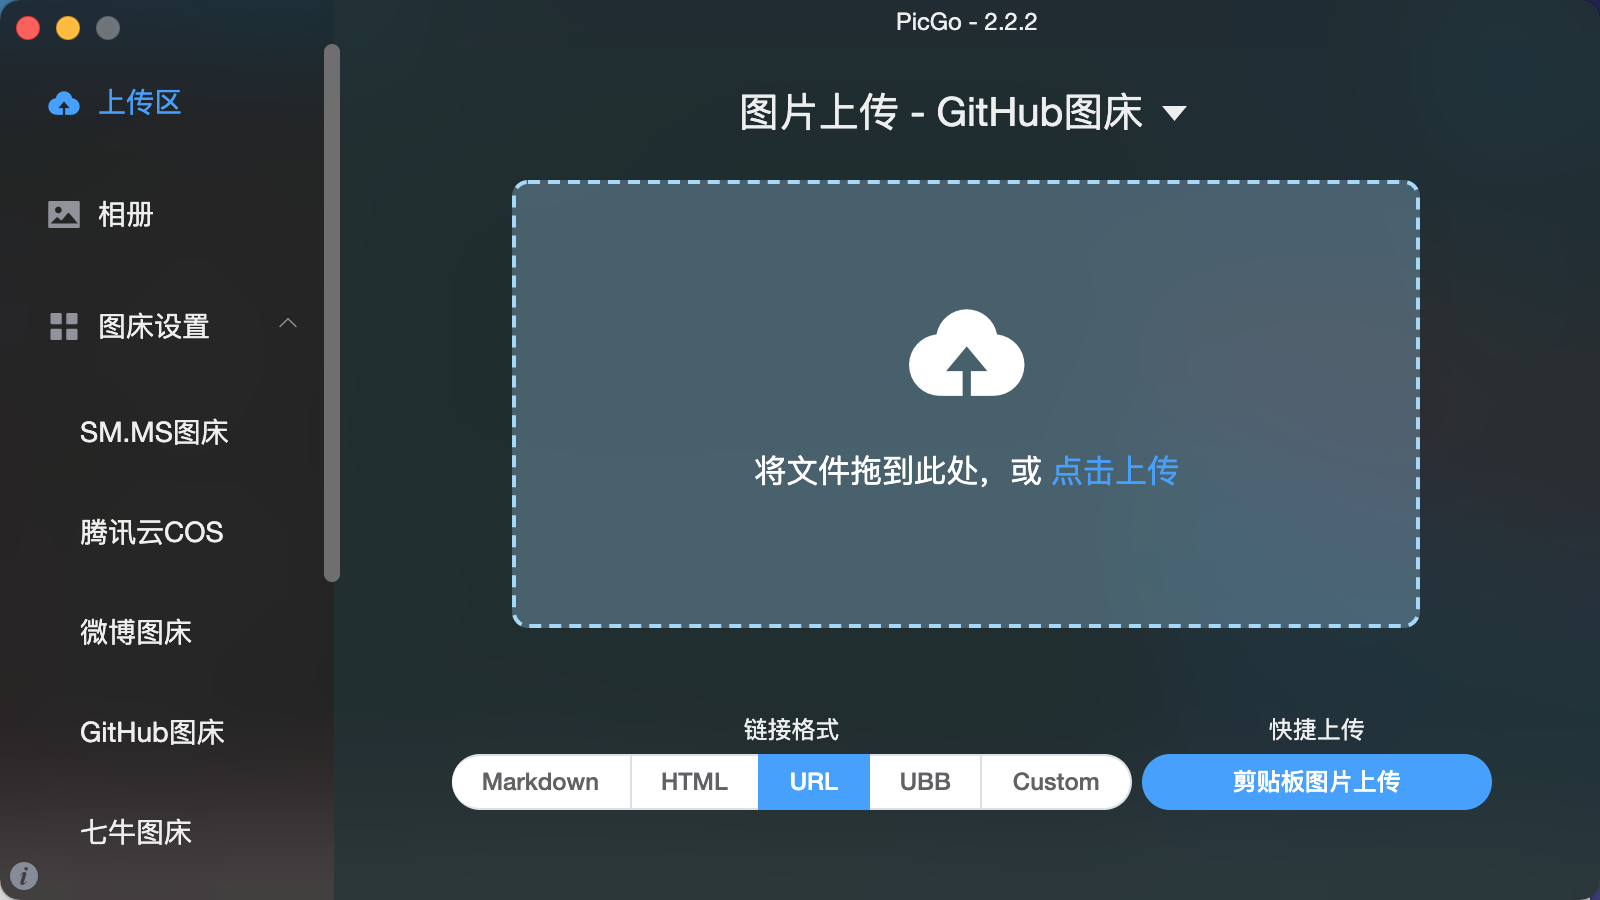 PicGo - 2.2.2
上传区
相册
图床设置
SM.MS图床
腾讯云COS
微博图床
GitHub图床
七牛图床
图片上传 - GitHub图床
将文件拖到此处，或 点击上传
链接格式
Markdown HTML URL UBB Custom
快捷上传
剪贴板图片上传